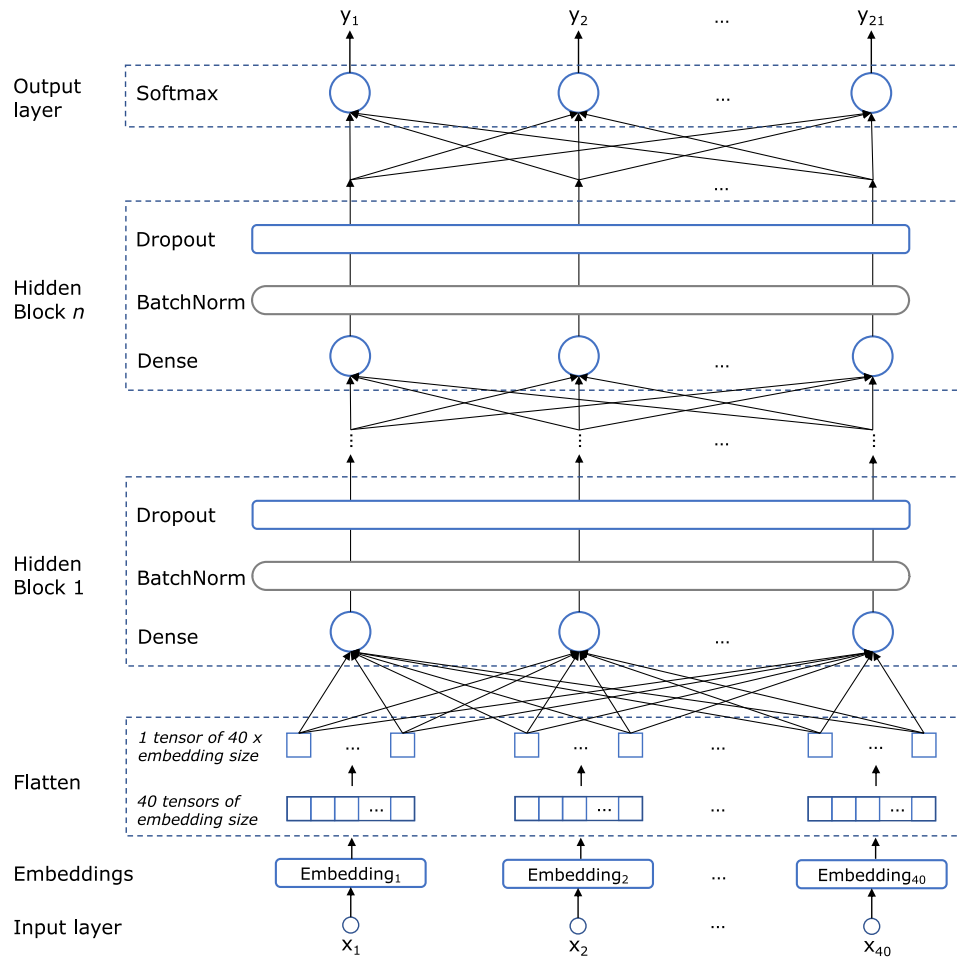 y1 y2 ... y21
Output
layer
Softmax
...
...
Dropout
Hidden
Block n
BatchNorm
Dense
...
⋮ ⋮ ... ⋮
Dropout
Hidden
Block 1
BatchNorm
Dense
...
1 tensor of 40 x
embedding size
... ... ... ...
Flatten
40 tensors of
embedding size
... ... ... ...
Embeddings
Embedding1 Embedding2 ... Embedding40
Input layer
...
x1 x2 x40